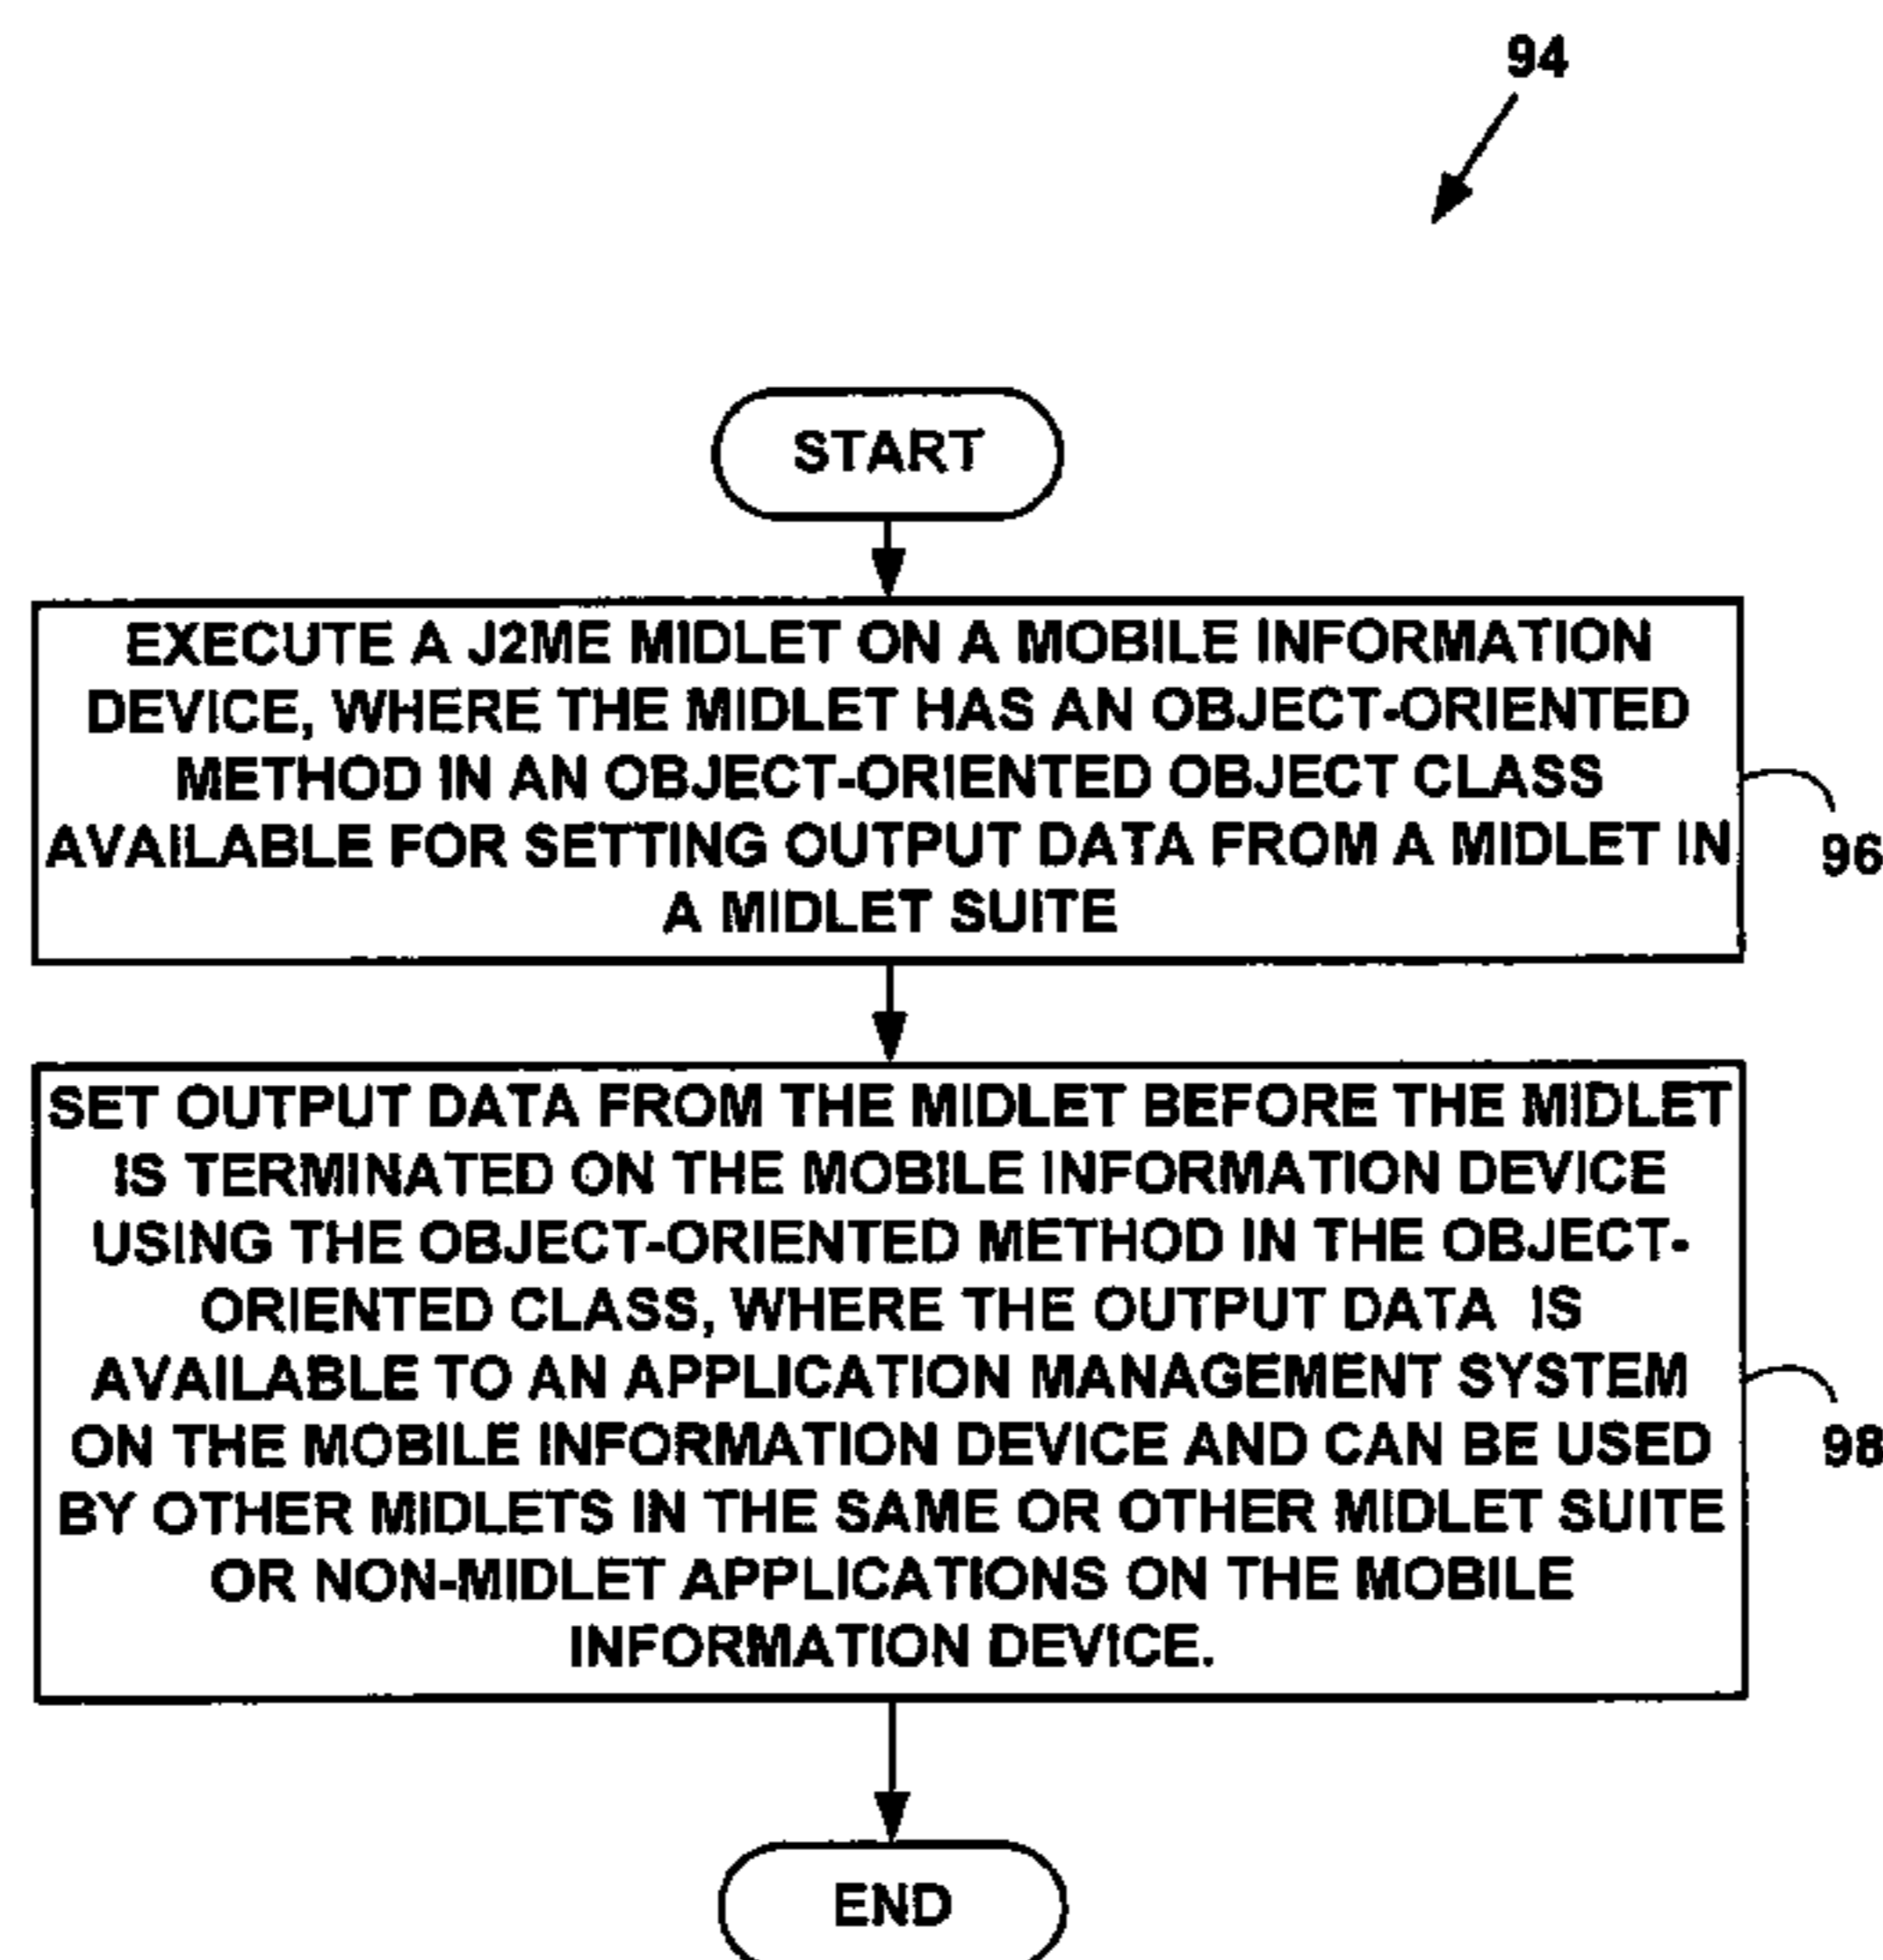 94
START
EXECUTE A J2ME MIDLET ON A MOBILE INFORMATION
DEVICE, WHERE THE MIDLET HAS AN OBJECT-ORIENTED
METHOD IN AN OBJECT-ORIENTED OBJECT CLASS
AVAILABLE FOR SETTING OUTPUT DATA FROM A MIDLET IN
A MIDLET SUITE
96
SET OUTPUT DATA FROM THE MIDLET BEFORE THE MIDLET
IS TERMINATED ON THE MOBILE INFORMATION DEVICE
USING THE OBJECT-ORIENTED METHOD IN THE OBJECT-
ORIENTED CLASS, WHERE THE OUTPUT DATA IS
AVAILABLE TO AN APPLICATION MANAGEMENT SYSTEM
ON THE MOBILE INFORMATION DEVICE AND CAN BE USED
BY OTHER MIDLETS IN THE SAME OR OTHER MIDLET SUITE
OR NON-MIDLET APPLICATIONS ON THE MOBILE
INFORMATION DEVICE.
98
END